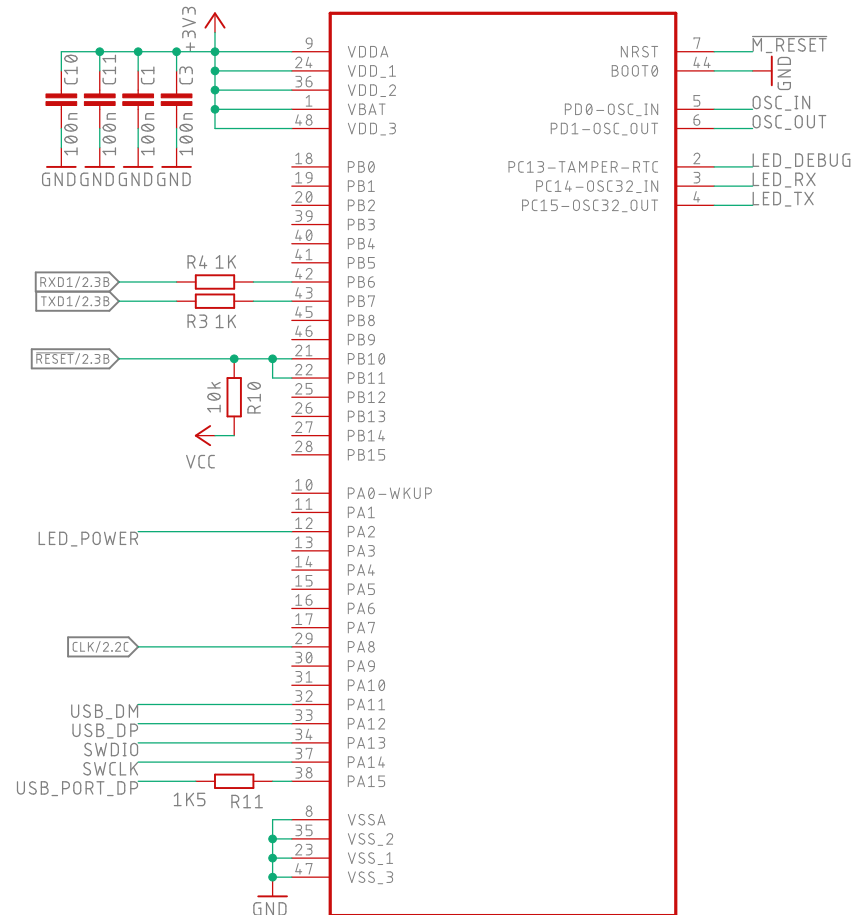 +3V3
C10 C11 C1 C3
100n 100n 100n 100n
GND GND GND GND
9 VDDA
24 VDD_1
36 VDD_2
1 VBAT
48 VDD_3
18 PB0
19 PB1
20 PB2
39 PB3
40 PB4
41 PB5
R4 1K
RXD1/2.3B 42 PB6
TXD1/2.3B 43 PB7
R3 1K
45 PB8
46 PB9
RESET/2.3B 21 PB10
22 PB11
10k R10
25 PB12
26 PB13
27 PB14
VCC
28 PB15
10 PA0-WKUP
11 PA1
LED_POWER 12 PA2
13 PA3
14 PA4
15 PA5
16 PA6
17 PA7
CLK/2.2C 29 PA8
30 PA9
31 PA10
USB_DM 32 PA11
USB_DP 33 PA12
SWDIO 34 PA13
SWCLK 37 PA14
USB_PORT_DP 38 PA15
1K5 R11
8 VSSA
35 VSS_2
23 VSS_1
47 VSS_3
GND
NRST 7 M_RESET
BOOT0 44 GND
PD0-OSC_IN 5 OSC_IN
PD1-OSC_OUT 6 OSC_OUT
PC13-TAMPER-RTC 2 LED_DEBUG
PC14-OSC32_IN 3 LED_RX
PC15-OSC32_OUT 4 LED_TX